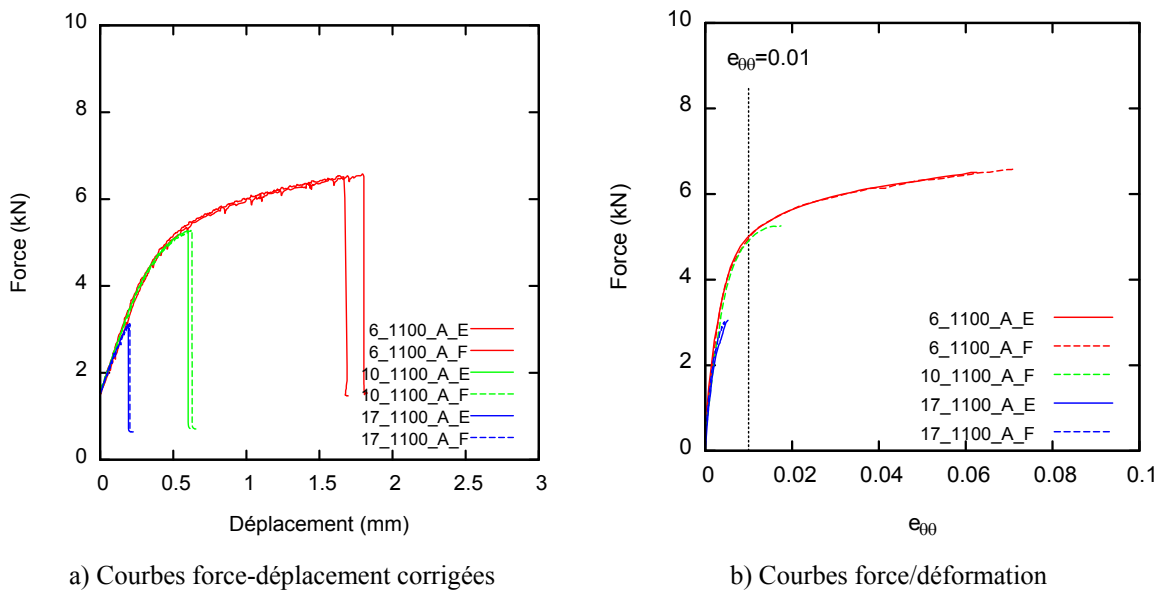 10
8
6
4
2
0
Force (kN)
6_1100_A_E
6_1100_A_F
10_1100_A_E
10_1100_A_F
17_1100_A_E
17_1100_A_F
0 0.5 1 1.5 2 2.5 3
Déplacement (mm)
a) Courbes force-déplacement corrigées
10
8
6
4
2
0
Force (kN)
eθθ=0.01
6_1100_A_E
6_1100_A_F
10_1100_A_F
17_1100_A_E
17_1100_A_F
0 0.02 0.04 0.06 0.08 0.1
eθθ
b) Courbes force/déformation